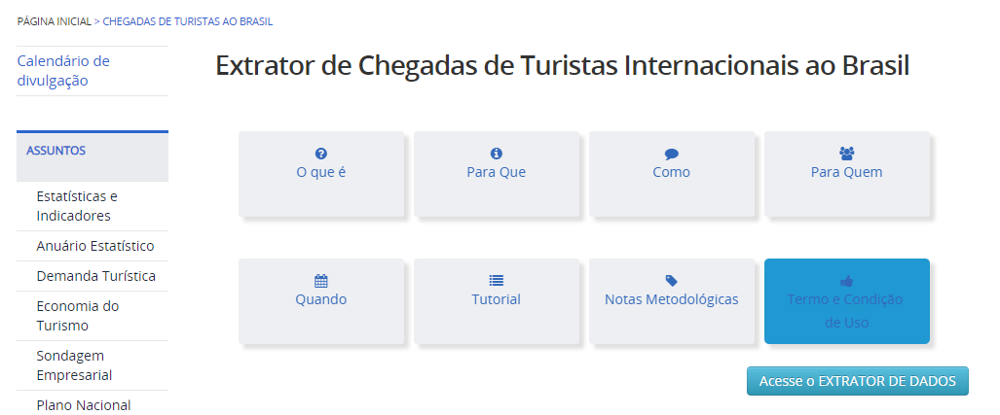 PÁGINA INICIAL > CHEGADAS DE TURISTAS AO BRASIL
Calendário de
divulgação
ASSUNTOS
Estatísticas e
Indicadores
Anuário Estatístico
Demanda Turística
Economia do
Turismo
Sondagem
Empresarial
Plano Nacional
Extrator de Chegadas de Turistas Internacionais ao Brasil
O que é
Para Que
Como
Para Quem
Quando
Tutorial
Notas Metodológicas
Termo e Condição
de Uso
Acesse o EXTRATOR DE DADOS